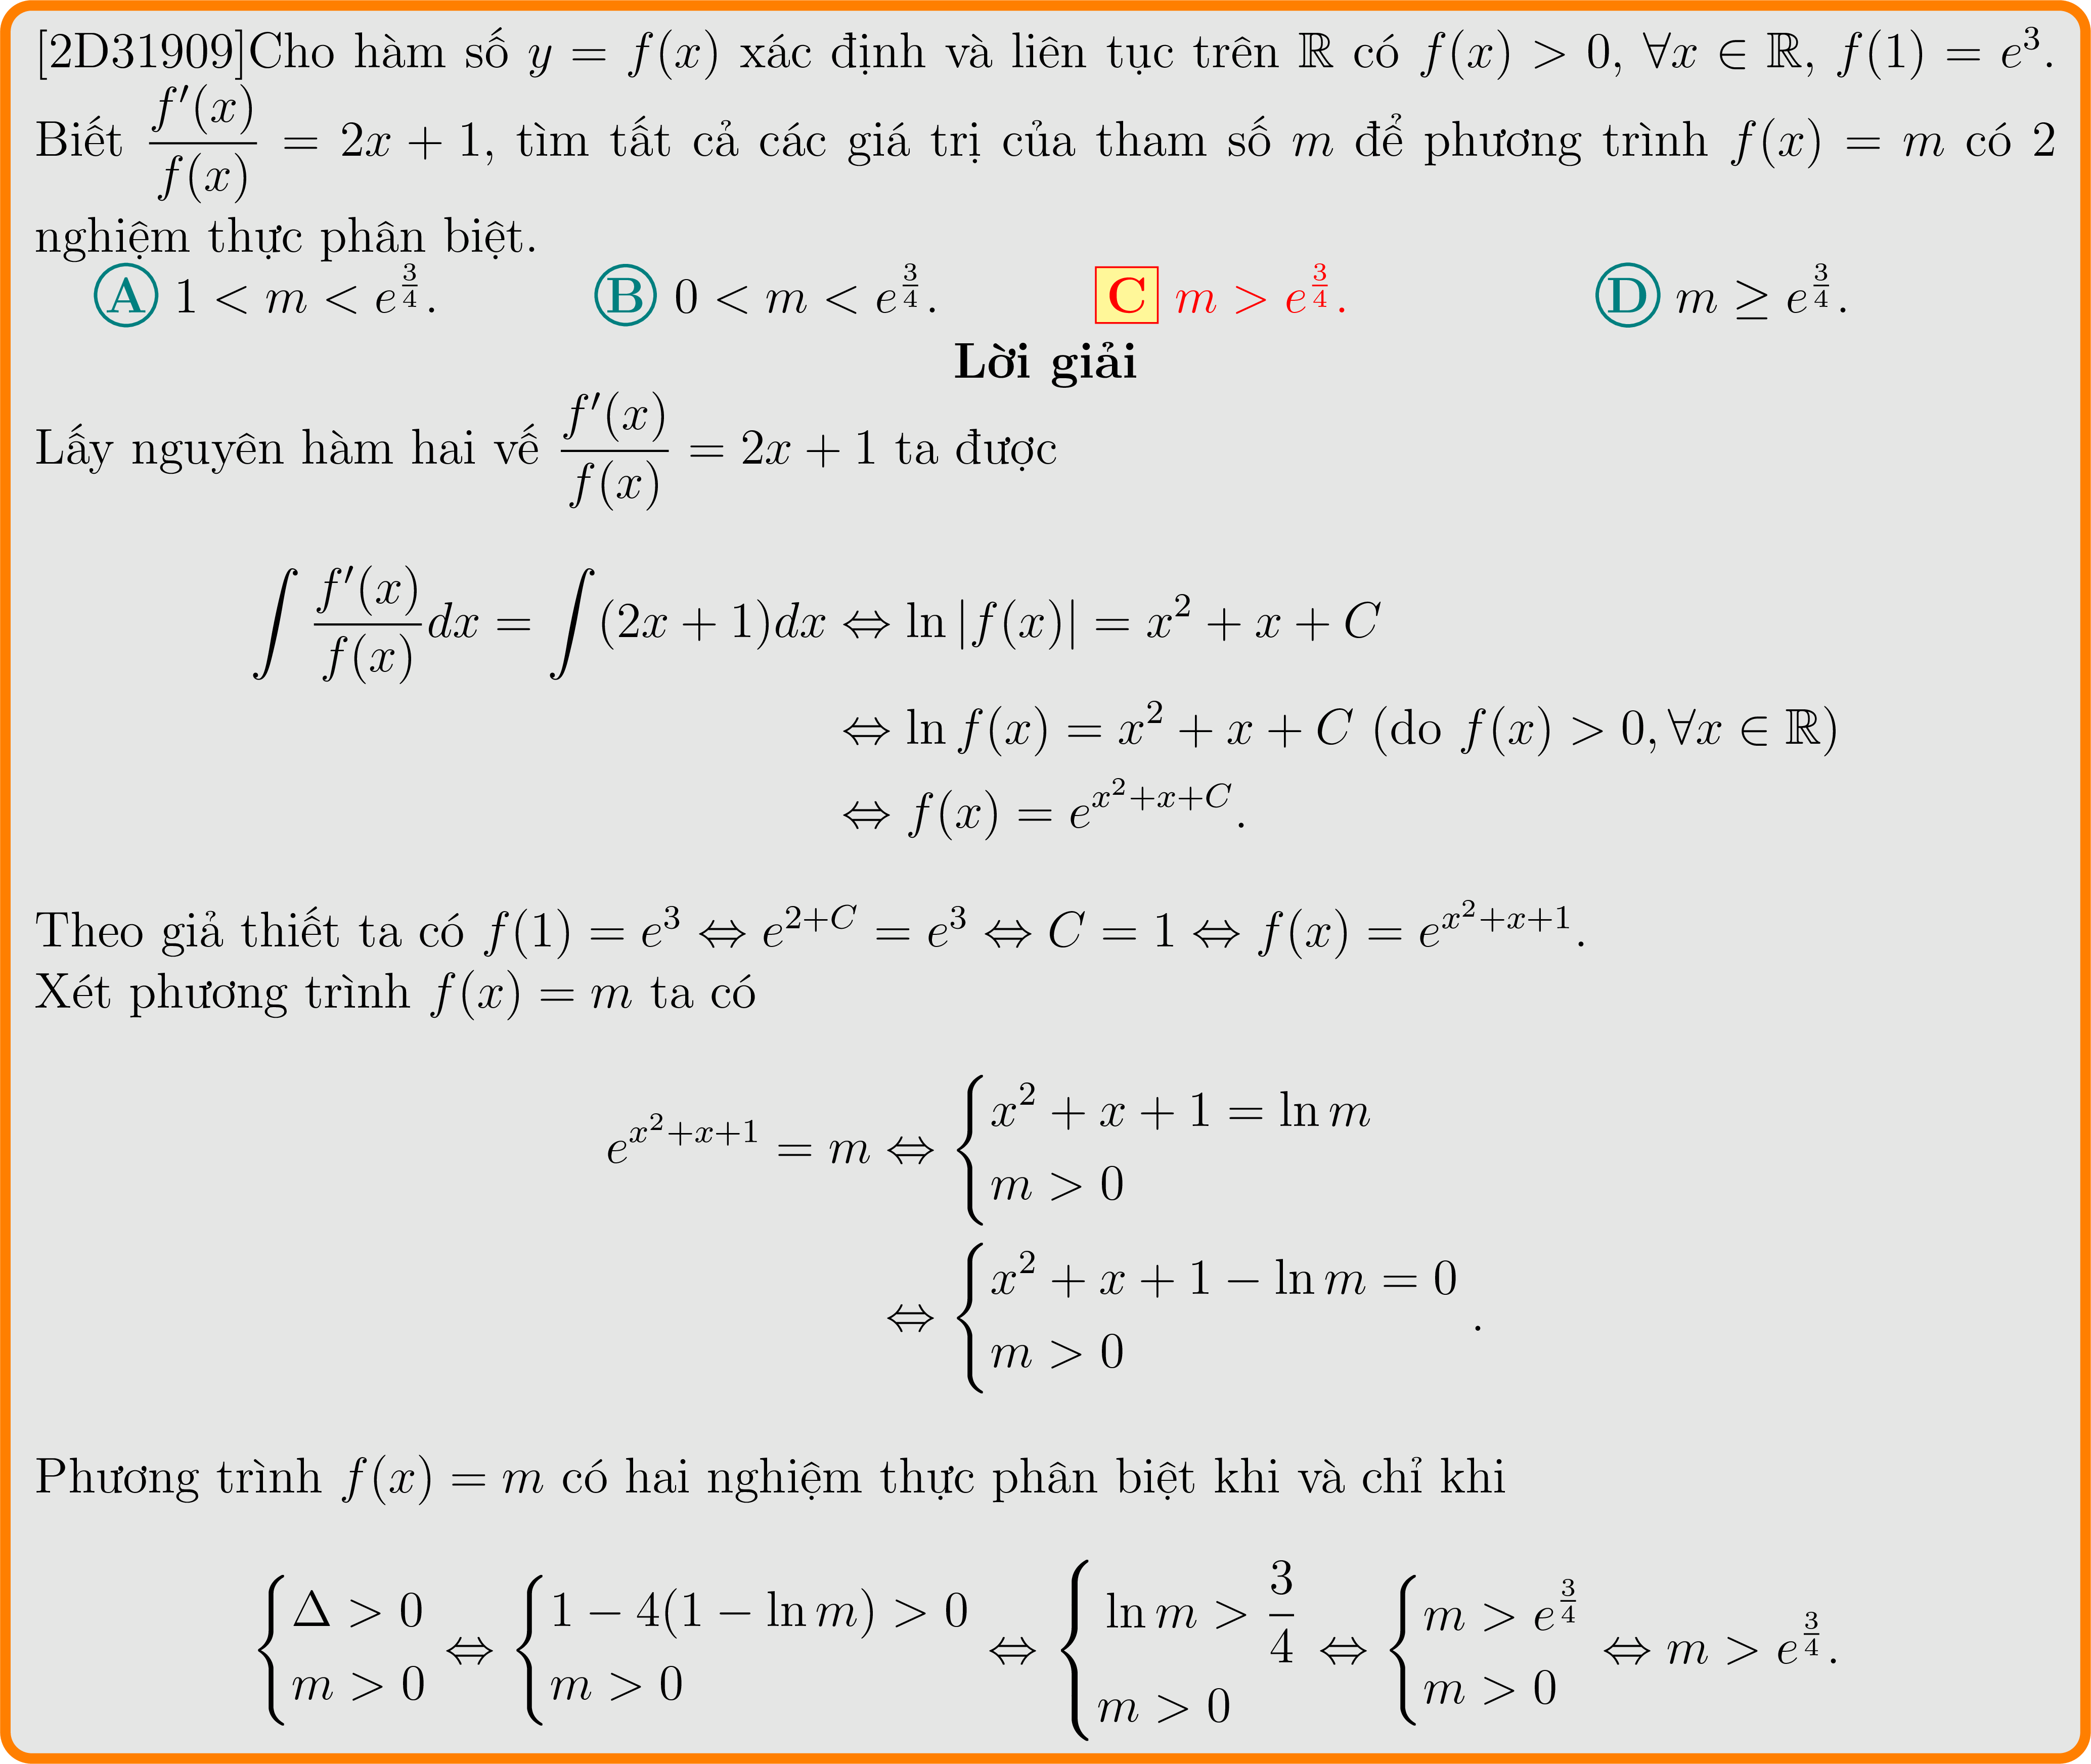 [2D31909]Cho hàm số $y = f(x)$ xác định và liên tục trên $\mathbb{R}$ có $f(x) > 0, \forall x \in \mathbb{R}, f(1) = e^3$.
Biết $\dfrac{f'(x)}{f(x)} = 2x + 1$, tìm tất cả các giá trị của tham số $m$ để phương trình $f(x) = m$ có 2
nghiệm thực phân biệt.
A $1 < m < e^{\frac{3}{4}}$. B $0 < m < e^{\frac{3}{4}}$. C $m > e^{\frac{3}{4}}$. D $m \geq e^{\frac{3}{4}}$.
Lời giải
Lấy nguyên hàm hai vế $\dfrac{f'(x)}{f(x)} = 2x + 1$ ta được
$\displaystyle\int \dfrac{f'(x)}{f(x)}dx = \int (2x + 1)dx \Leftrightarrow \ln |f(x)| = x^2 + x + C$
$\Leftrightarrow \ln f(x) = x^2 + x + C$ (do $f(x) > 0, \forall x \in \mathbb{R}$)
$\Leftrightarrow f(x) = e^{x^2+x+C}$.
Theo giả thiết ta có $f(1) = e^3 \Leftrightarrow e^{2+C} = e^3 \Leftrightarrow C = 1 \Leftrightarrow f(x) = e^{x^2+x+1}$.
Xét phương trình $f(x) = m$ ta có
$e^{x^2+x+1} = m \Leftrightarrow \begin{cases} x^2 + x + 1 = \ln m \\ m > 0 \end{cases}$
$\Leftrightarrow \begin{cases} x^2 + x + 1 - \ln m = 0 \\ m > 0 \end{cases}$.
Phương trình $f(x) = m$ có hai nghiệm thực phân biệt khi và chỉ khi
$\begin{cases} \Delta > 0 \\ m > 0 \end{cases} \Leftrightarrow \begin{cases} 1 - 4(1 - \ln m) > 0 \\ m > 0 \end{cases} \Leftrightarrow \begin{cases} \ln m > \dfrac{3}{4} \\ m > 0 \end{cases} \Leftrightarrow \begin{cases} m > e^{\frac{3}{4}} \\ m > 0 \end{cases} \Leftrightarrow m > e^{\frac{3}{4}}$.